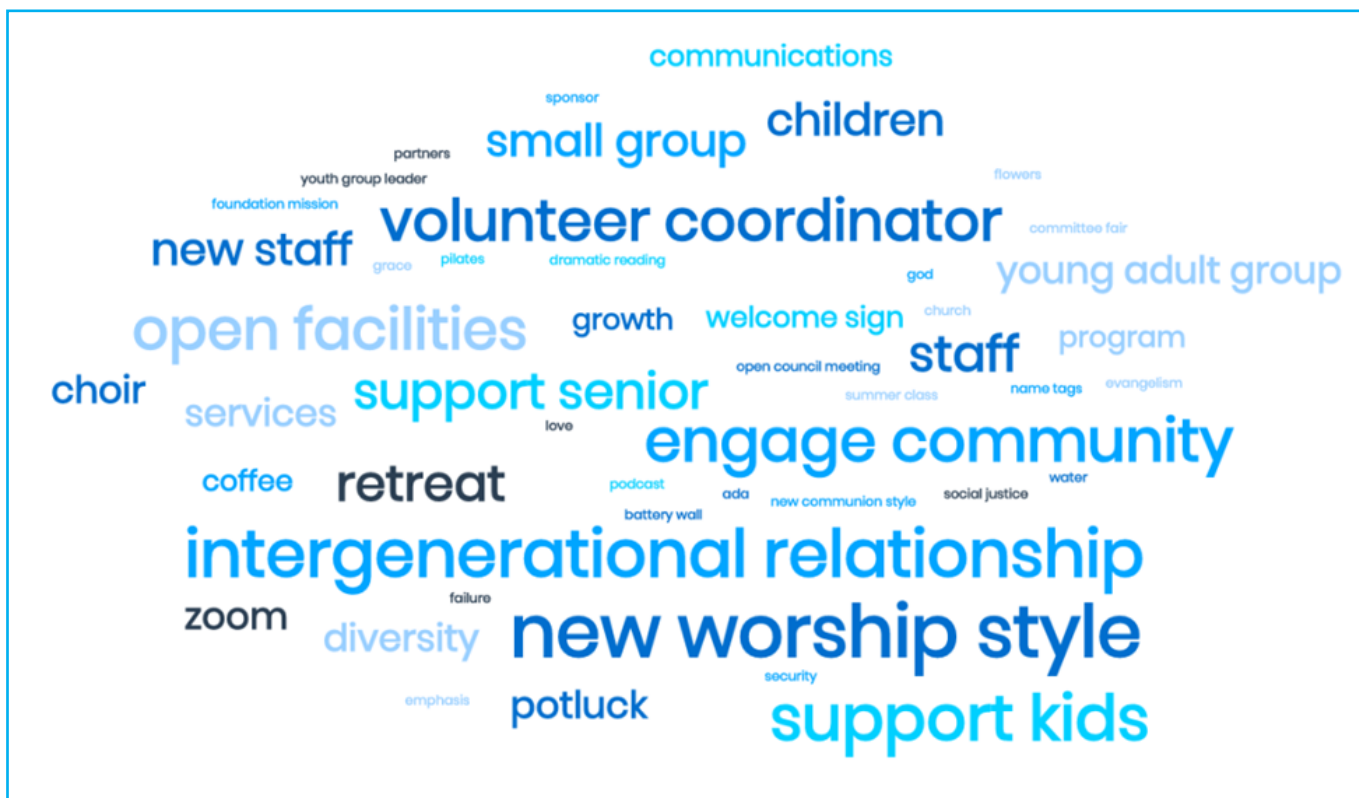 communications
sponsor
children
small group
partners
youth group leader
flowers
foundation mission
volunteer coordinator
committee fair
new staff
grace
pilates
dramatic reading
god
young adult group
open facilities
growth
welcome sign
church
staff
program
open council meeting
choir
support senior
name tags
evangelism
summer class
services
love
engage community
coffee
retreat
podcast
ada
water
new communion style
social justice
battery wall
intergenerational relationship
failure
zoom
diversity
new worship style
security
emphasis
potluck
support kids